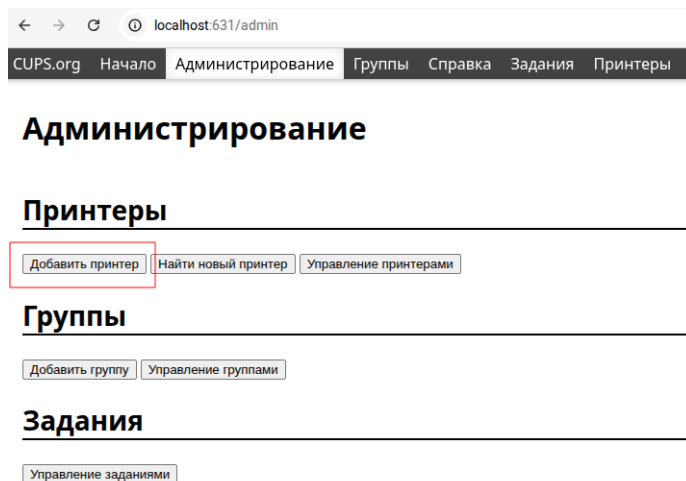 localhost:631/admin
CUPS.org Начало Администрирование Группы Справка Задания Принтеры
Администрирование
Принтеры
Добавить принтер Найти новый принтер Управление принтерами
Группы
Добавить группу Управление группами
Задания
Управление заданиями